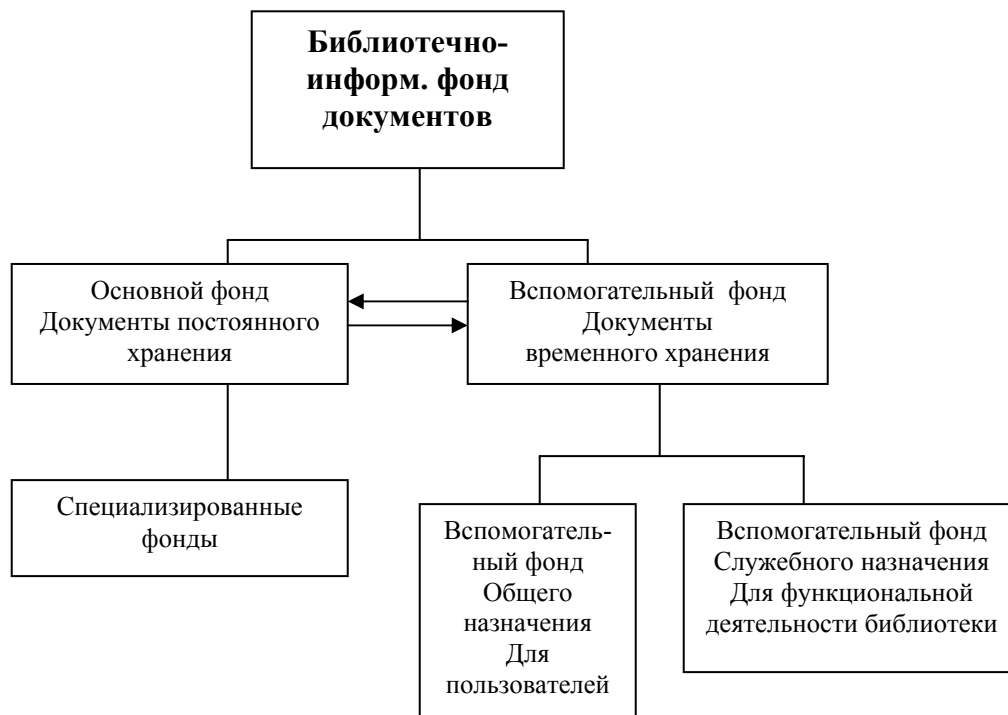 Библиотечно-
информ. фонд
документов
Основной фонд
Документы постоянного
хранения
Вспомогательный фонд
Документы
временного хранения
Специализированные
фонды
Вспомогатель-
ный фонд
Общего
назначения
Для
пользователей
Вспомогательный фонд
Служебного назначения
Для функциональной
деятельности библиотеки